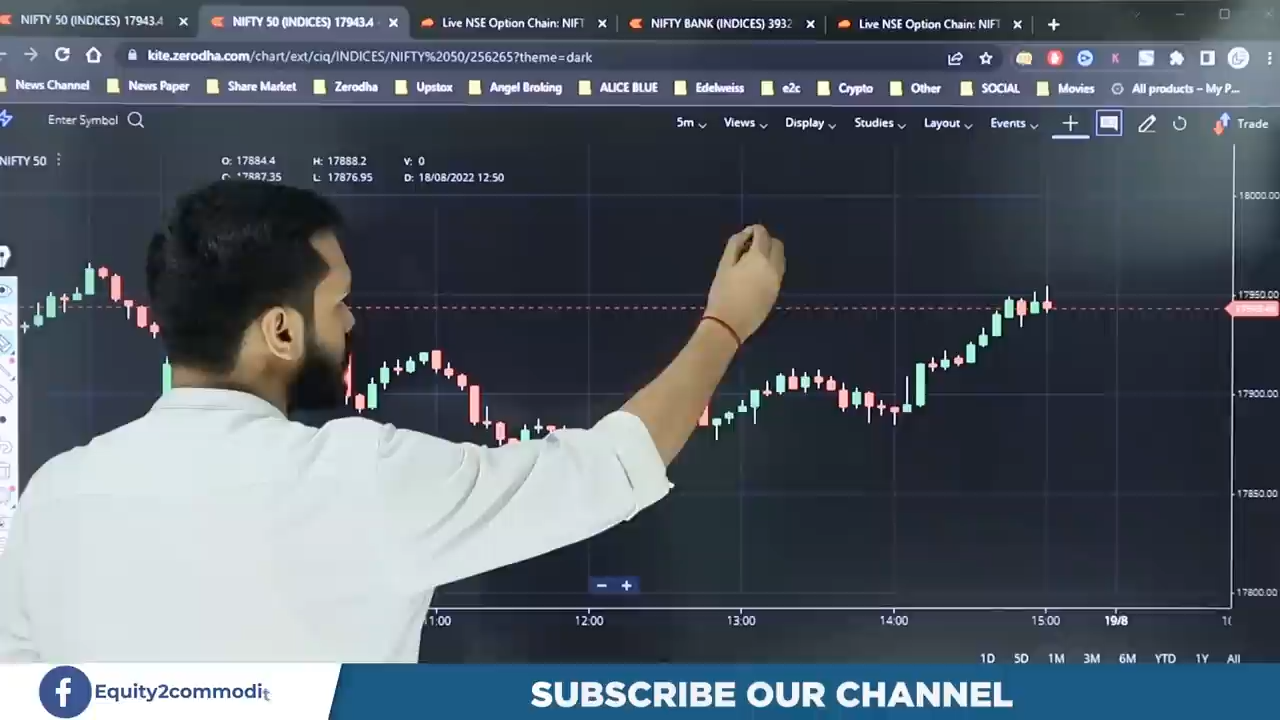 NIFTY 50 (INDICES) 17943.4
NIFTY 50 (INDICES) 17943.4
Live NSE Option Chain: NIFT
NIFTY BANK (INDICES) 3932
Live NSE Option Chain: NIFT
kite.zerodha.com/chart/ext/ciq/INDICES/NIFTY%2050/256265?theme=dark
News Channel News Paper Share Market Zerodha Upstox Angel Broking ALICE BLUE Edelweiss e2c Crypto Other SOCIAL Movies All products – My P...
Enter Symbol 5m Views Display Studies Layout Events Trade
NIFTY 50
O: 17884.4 H: 17888.2 V: 0
C: 17887.35 L: 17876.95 D: 18/08/2022 12:50
18000.00
17950.00
17900.00
17850.00
17800.00
11:00 12:00 13:00 14:00 15:00 19/8
1D 5D 1M 3M 6M YTD 1Y All
Equity2commodit
SUBSCRIBE OUR CHANNEL